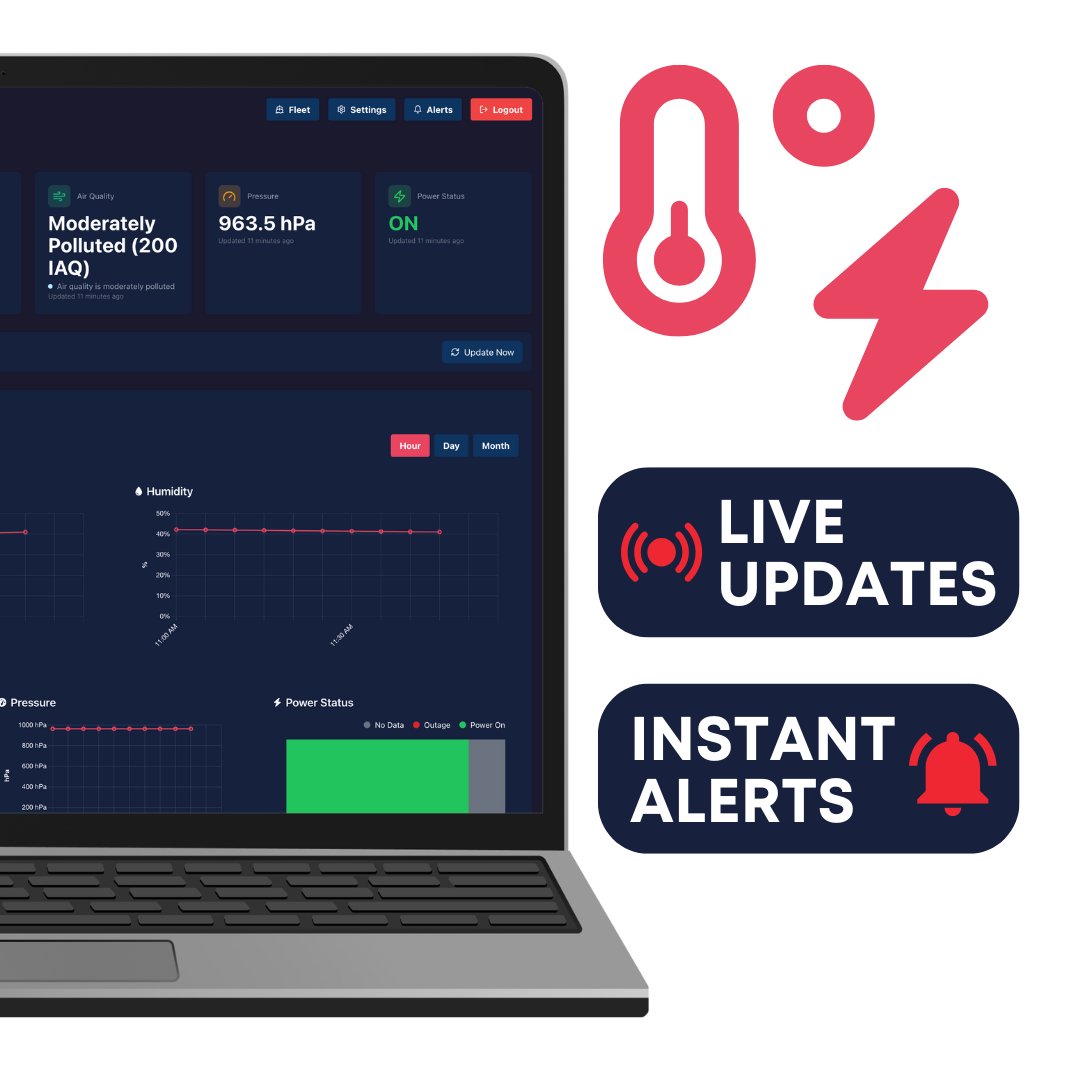 Fleet
Settings
Alerts
Logout
Air Quality
Moderately
Polluted (200
IAQ)
Air quality is moderately polluted
Updated 11 minutes ago
Pressure
963.5 hPa
Updated 11 minutes ago
Power Status
ON
Updated 11 minutes ago
Update Now
Hour
Day
Month
Humidity
50%
40%
30%
20%
10%
0%
%
11:00 AM
11:30 AM
Pressure
1000 hPa
800 hPa
600 hPa
400 hPa
200 hPa
hPa
Power Status
No Data
Outage
Power On
LIVE
UPDATES
INSTANT
ALERTS